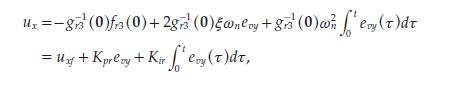 u_x = −g_{r3}^{-1}(0)f_{r3}(0) + 2g_{r3}^{-1}(0)ξω_n e_{vy} + g_{r3}^{-1}(0)ω_n^2 ∫_0^t e_{vy}(τ)dτ
= u_{xf} + K_{pr}e_{vy} + K_{ir} ∫_0^t e_{vy}(τ)dτ,